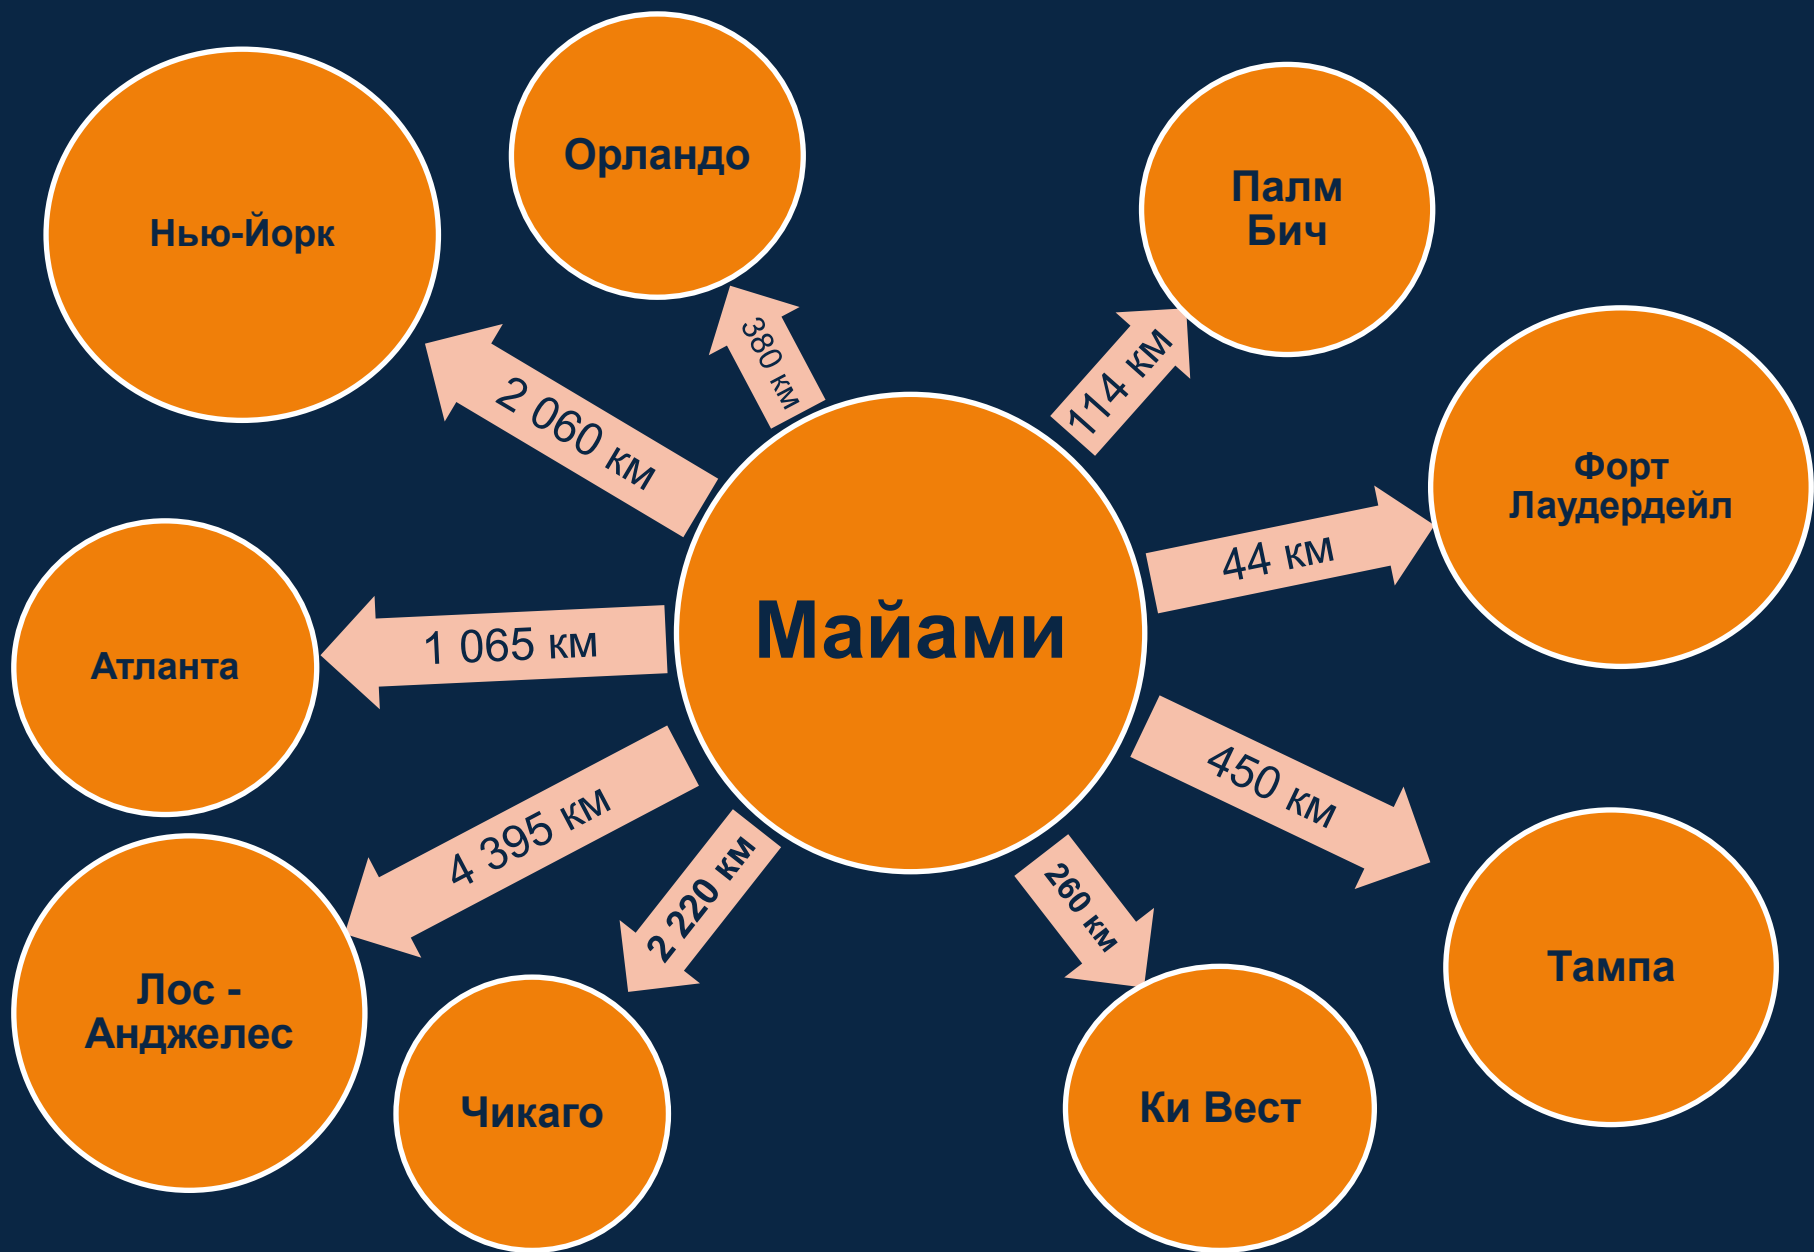 Орландо
Палм
Бич
Нью-Йорк
380 км
114 км
2 060 км
Форт
Лаудердейл
44 км
Майами
1 065 км
Атланта
450 км
4 395 км
2 220 км
260 км
Тампа
Лос -
Анджелес
Чикаго
Ки Вест